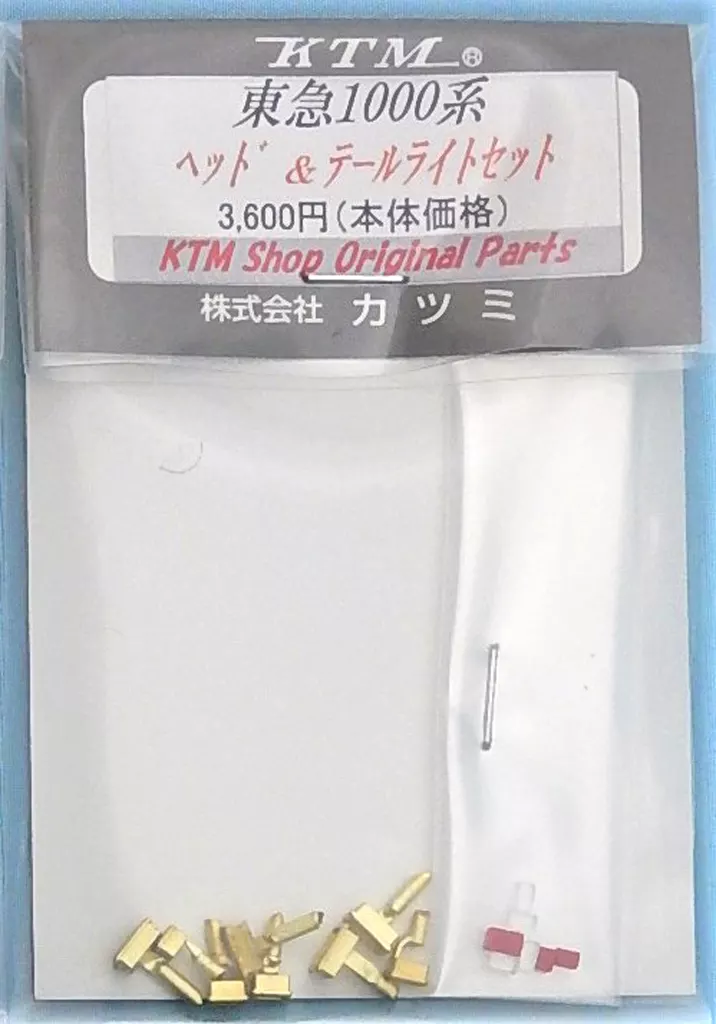 KTM®
東急1000系
ヘッド & テールライトセット
3,600円(本体価格)
KTM Shop Original Parts
株式会社 カツミ